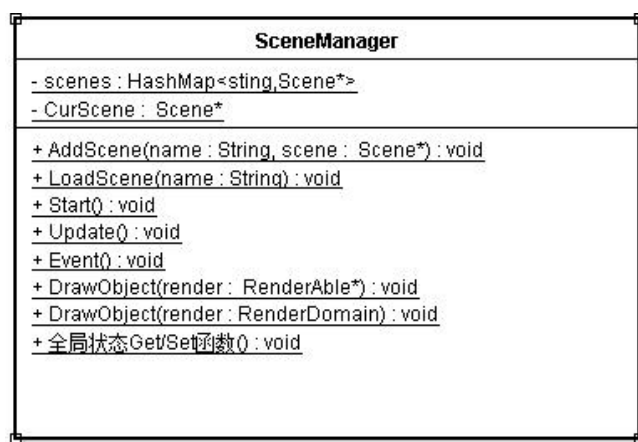 SceneManager
- scenes : HashMap<sting,Scene*>
- CurScene : Scene*
+ AddScene(name : String, scene : Scene*) : void
+ LoadScene(name : String) : void
+ Start() : void
+ Update() : void
+ Event() : void
+ DrawObject(render : RenderAble*) : void
+ DrawObject(render : RenderDomain) : void
+ 全局状态Get/Set函数() : void